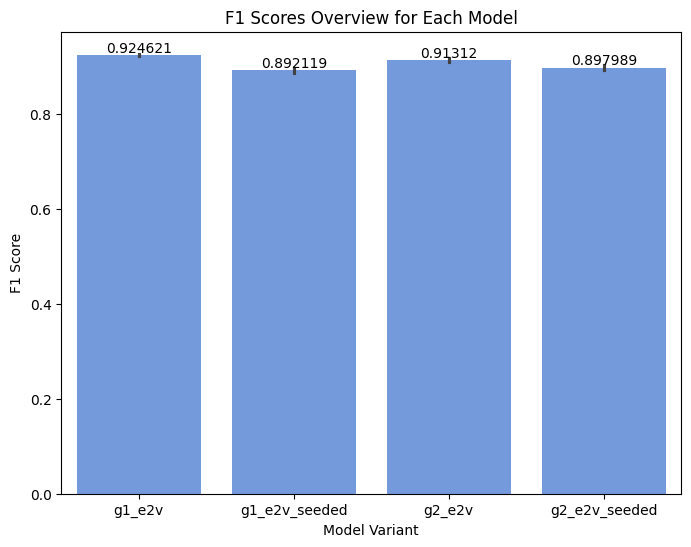 F1 Scores Overview for Each Model
0.924621
0.892119
0.91312
0.897989
0.8
0.6
0.4
0.2
0.0
F1 Score
g1_e2v
g1_e2v_seeded
g2_e2v
g2_e2v_seeded
Model Variant